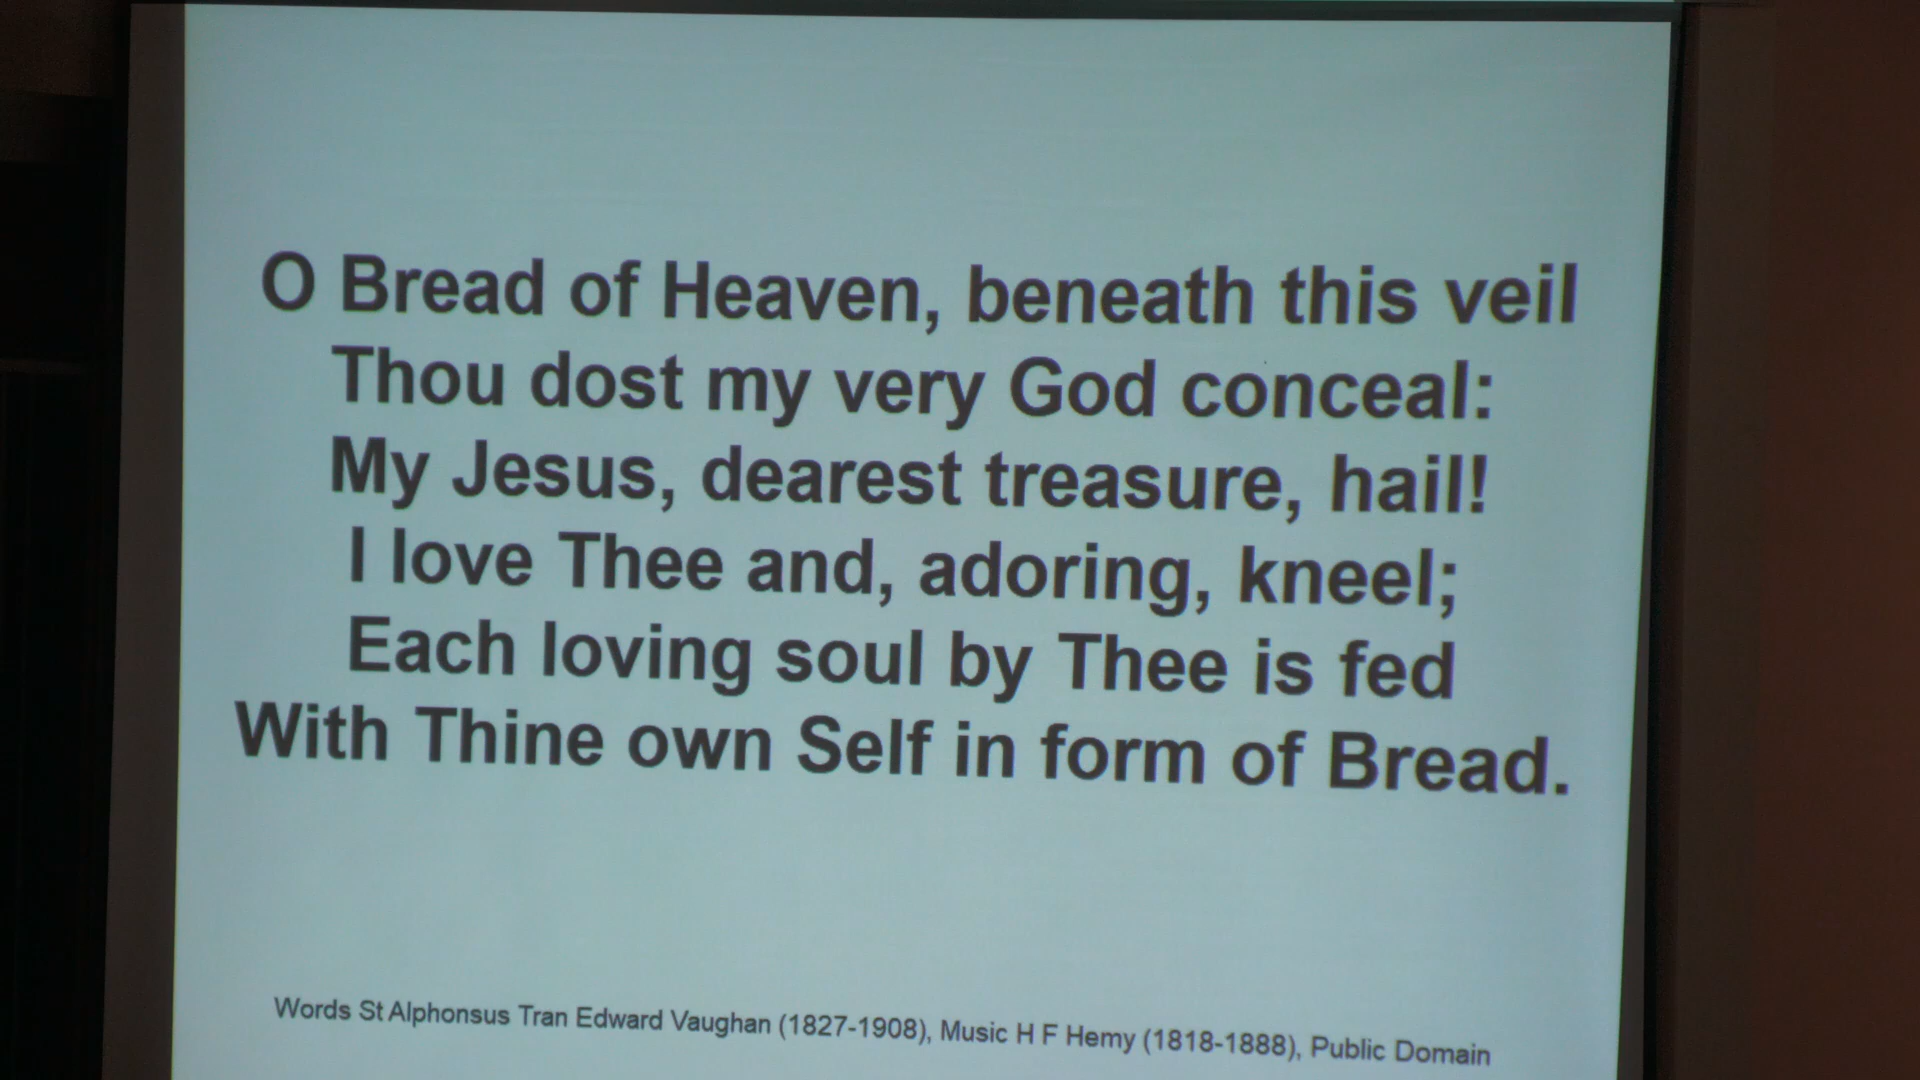 O Bread of Heaven, beneath this veil
Thou dost my very God conceal:
My Jesus, dearest treasure, hail!
I love Thee and, adoring, kneel;
Each loving soul by Thee is fed
With Thine own Self in form of Bread.
Words St Alphonsus Tran Edward Vaughan (1827-1908), Music H F Hemy (1818-1888), Public Domain